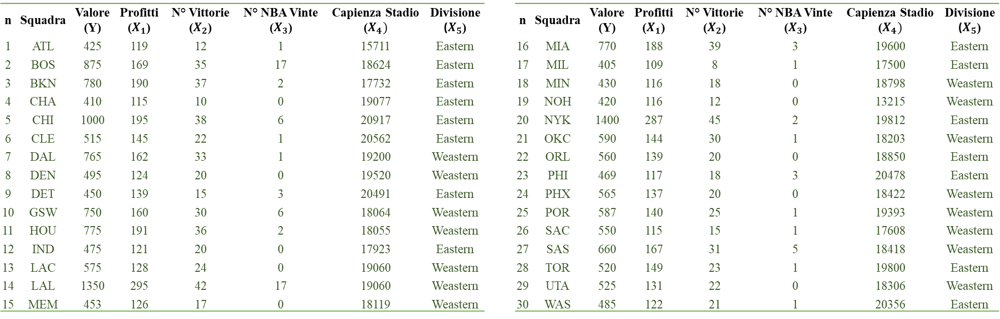 n Squadra Valore (Y) Profitti (X₁) N° Vittorie (X₂) N° NBA Vinte (X₃) Capienza Stadio (X₄) Divisione (X₅)
1 ATL 425 119 12 1 15711 Eastern
2 BOS 875 169 35 17 18624 Eastern
3 BKN 780 190 37 2 17732 Eastern
4 CHA 410 115 10 0 19077 Eastern
5 CHI 1000 195 38 6 20917 Eastern
6 CLE 515 145 22 1 20562 Eastern
7 DAL 765 162 33 1 19200 Weastern
8 DEN 495 124 20 0 19520 Weastern
9 DET 450 139 15 3 20491 Eastern
10 GSW 750 160 30 6 18064 Weastern
11 HOU 775 191 36 2 18055 Weastern
12 IND 475 121 20 0 17923 Eastern
13 LAC 575 128 24 0 19060 Weastern
14 LAL 1350 295 42 17 19060 Weastern
15 MEM 453 126 17 0 18119 Weastern
n Squadra Valore (Y) Profitti (X₁) N° Vittorie (X₂) N° NBA Vinte (X₃) Capienza Stadio (X₄) Divisione (X₅)
16 MIA 770 188 39 3 19600 Eastern
17 MIL 405 109 8 1 17500 Eastern
18 MIN 430 116 18 0 18798 Weastern
19 NOH 420 116 12 0 13215 Weastern
20 NYK 1400 287 45 2 19812 Eastern
21 OKC 590 144 30 1 18203 Weastern
22 ORL 560 139 20 0 18850 Eastern
23 PHI 469 117 18 3 20478 Eastern
24 PHX 565 137 20 0 18422 Weastern
25 POR 587 140 25 1 19393 Weastern
26 SAC 550 115 15 1 17608 Weastern
27 SAS 660 167 31 5 18418 Weastern
28 TOR 520 149 23 1 19800 Eastern
29 UTA 525 131 22 0 18306 Weastern
30 WAS 485 122 21 1 20356 Eastern